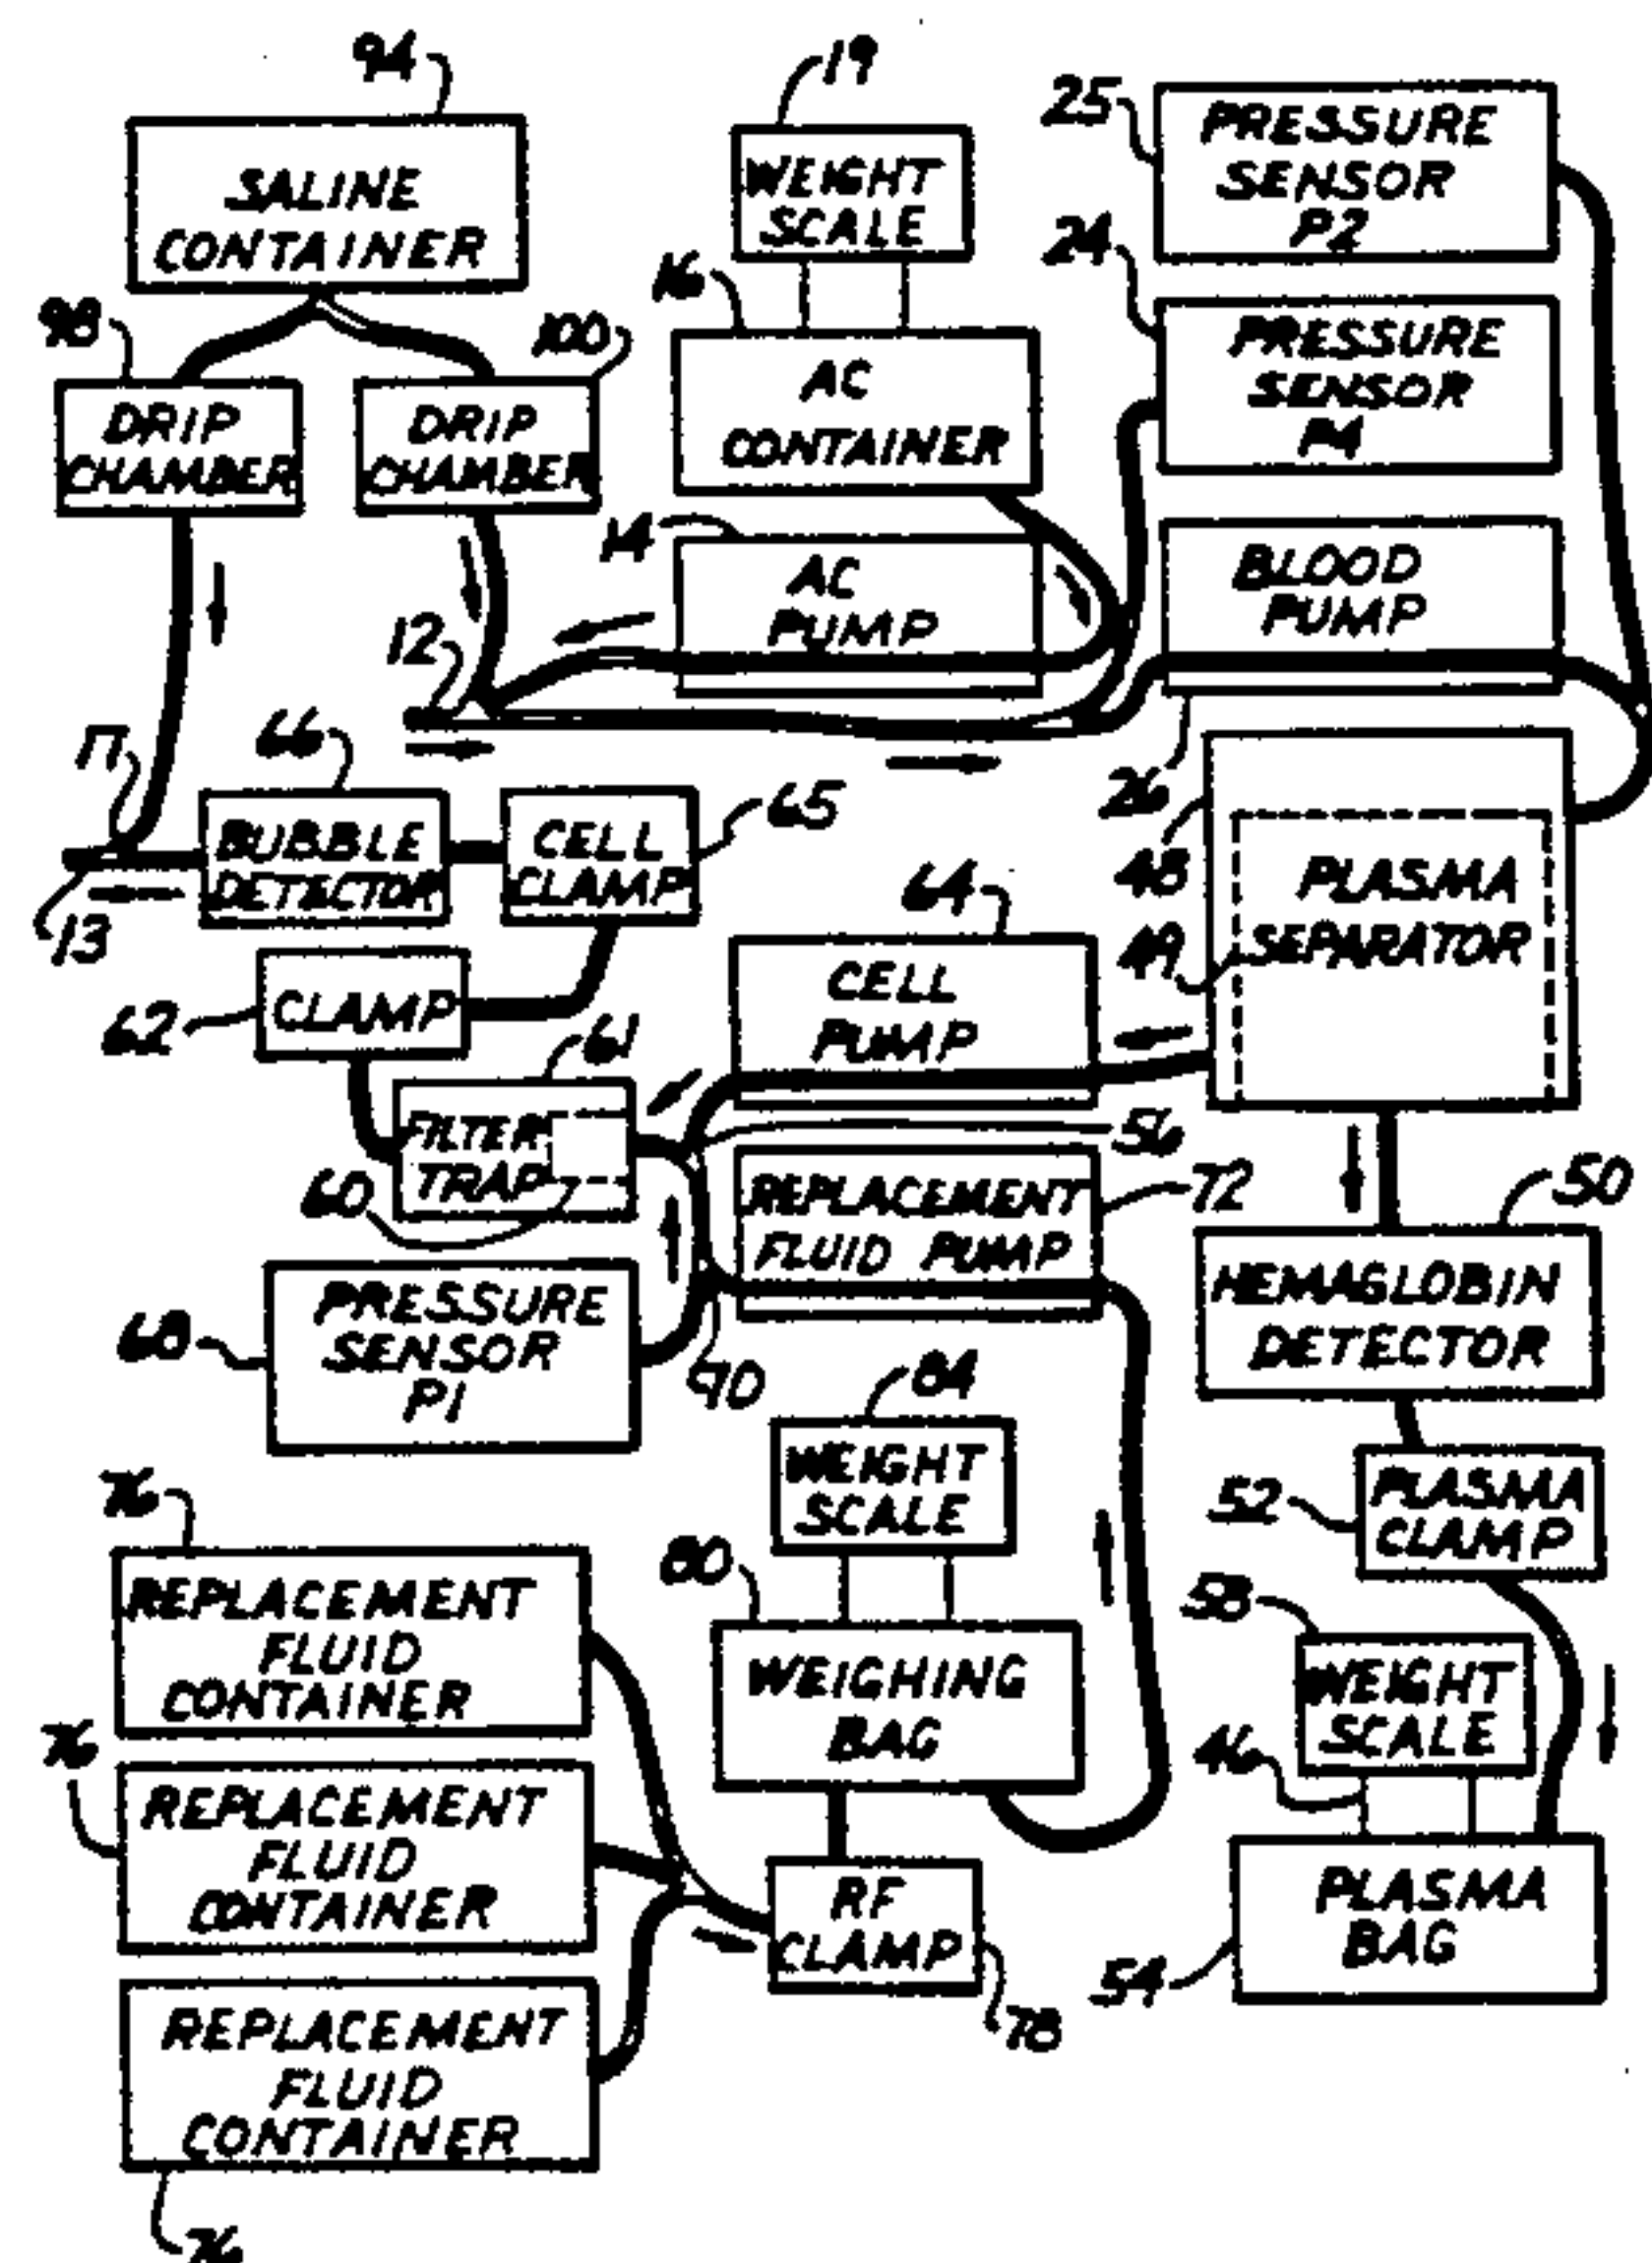 94
SALINE
CONTAINER
98
DRIP
CHAMBER
100
DRIP
CHAMBER
19
WEIGHT
SCALE
16
AC
CONTAINER
14
AC
PUMP
25
PRESSURE
SENSOR
P2
24
PRESSURE
SENSOR
P4
BLOOD
PUMP
26
12
17
13
66
BUBBLE
DETECTOR
CELL
CLAMP
65
62
CLAMP
61
FILTER
TRAP
60
64
CELL
PUMP
56
48
49
PLASMA
SEPARATOR
REPLACEMENT
FLUID PUMP
72
68
PRESSURE
SENSOR
P1
90
50
HEMAGLOBIN
DETECTOR
52
PLASMA
CLAMP
84
WEIGHT
SCALE
80
WEIGHING
BAG
58
WEIGHT
SCALE
46
PLASMA
BAG
54
76
REPLACEMENT
FLUID
CONTAINER
76
REPLACEMENT
FLUID
CONTAINER
REPLACEMENT
FLUID
CONTAINER
76
RF
CLAMP
78